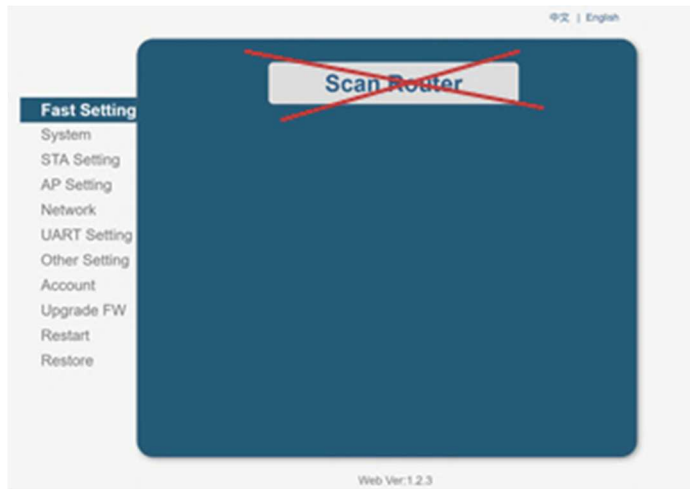 中文 | English
Scan Router
Fast Setting
System
STA Setting
AP Setting
Network
UART Setting
Other Setting
Account
Upgrade FW
Restart
Restore
Web Ver:1.2.3